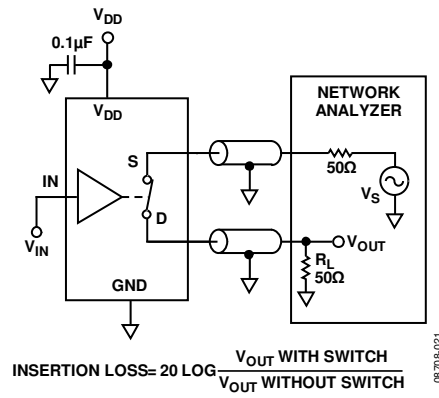 VDD
0.1µF
VDD
NETWORK
ANALYZER
S
50Ω
VS
IN
D
VIN
VOUT
RL
50Ω
GND
INSERTION LOSS= 20 LOG VOUT WITH SWITCH
VOUT WITHOUT SWITCH
08708-021